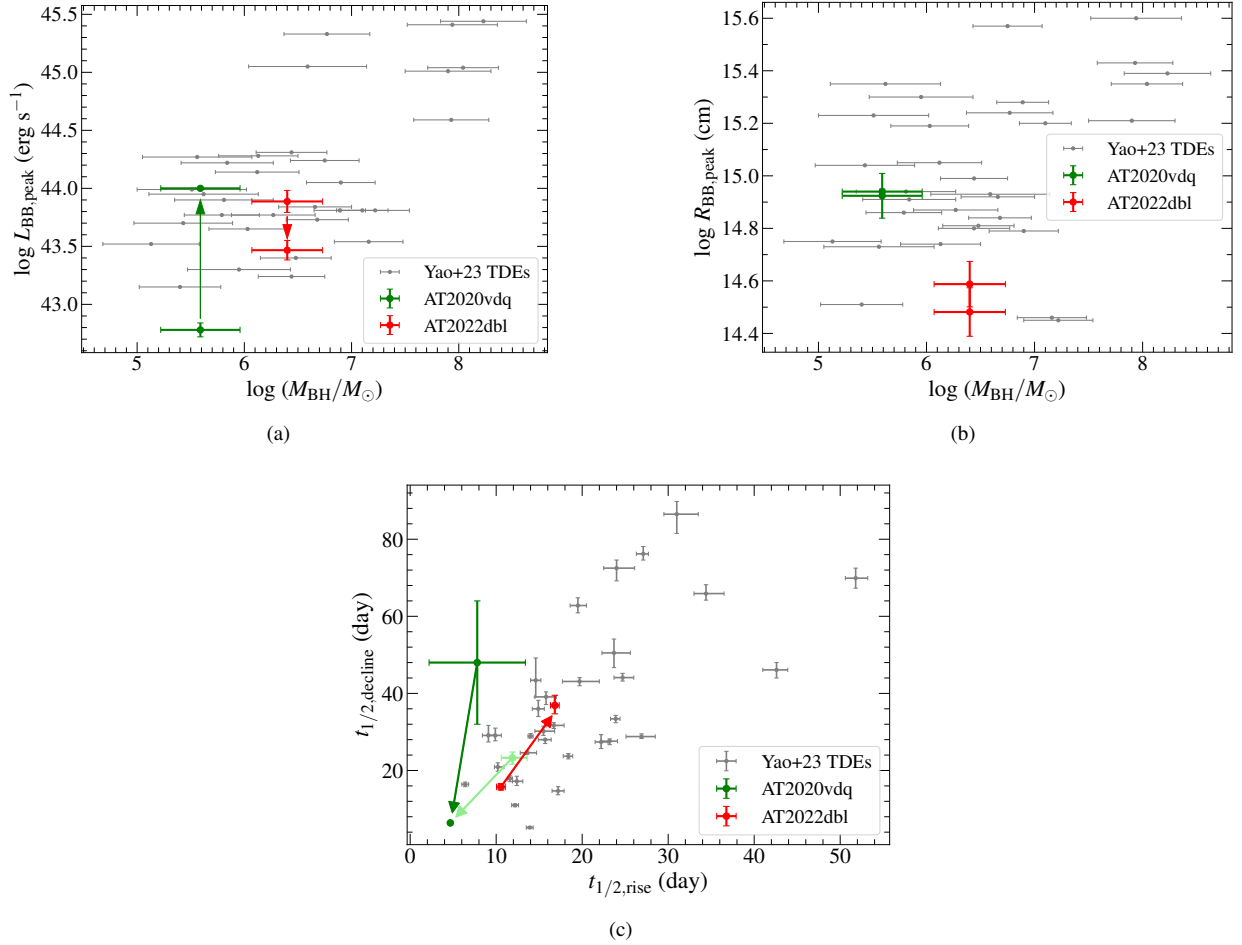 45.5
45.0
44.5
44.0
43.5
43.0
log L_BB,peak (erg s⁻¹)
5 6 7 8
log (M_BH/M_⊙)
Yao+23 TDEs
AT2020vdq
AT2022dbl
(a)
15.6
15.4
15.2
15.0
14.8
14.6
14.4
log R_BB,peak (cm)
5 6 7 8
log (M_BH/M_⊙)
Yao+23 TDEs
AT2020vdq
AT2022dbl
(b)
80
60
40
20
t_1/2,decline (day)
0 10 20 30 40 50
t_1/2,rise (day)
Yao+23 TDEs
AT2020vdq
AT2022dbl
(c)